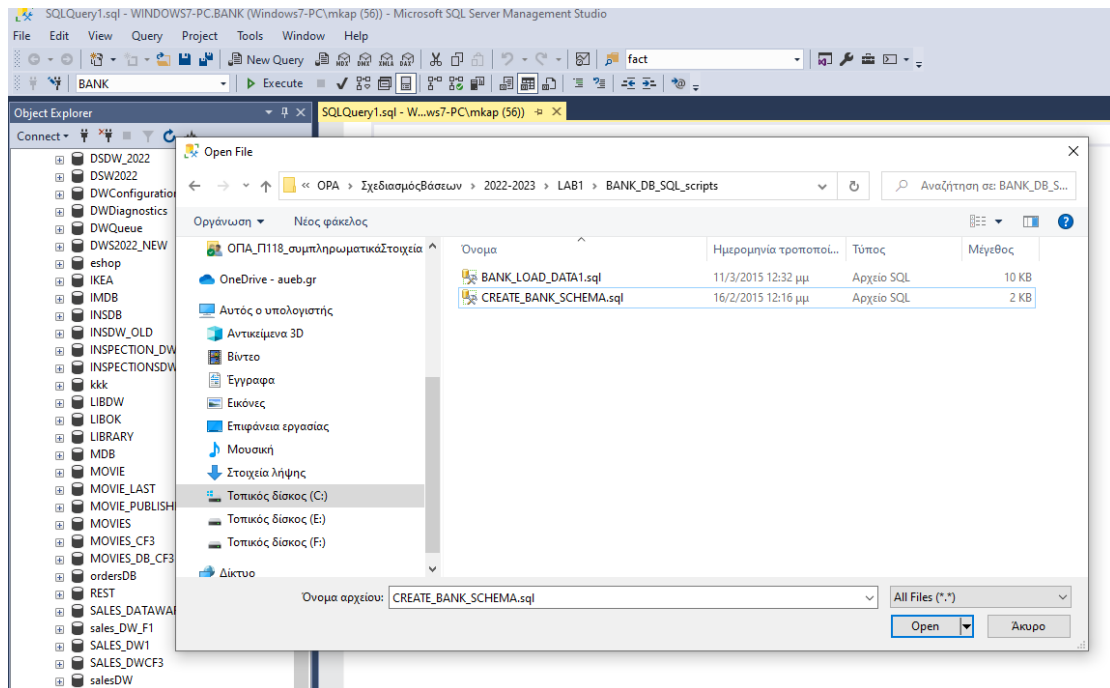 SQLQuery1.sql - WINDOWS7-PC.BANK (Windows7-PC\mkap (56)) - Microsoft SQL Server Management Studio
File Edit View Query Project Tools Window Help
New Query MDX DMX XMLA DAX fact
BANK Execute
Object Explorer
SQLQuery1.sql - W...ws7-PC\mkap (56))
Connect
DSDW_2022
DSW2022
DWConfiguration
DWDiagnostics
DWQueue
DWS2022_NEW
eshop
IKEA
IMDB
INSDB
INSDW_OLD
INSPECTION_DW
INSPECTIONSDW
kkk
LIBDW
LIBOK
LIBRARY
MDB
MOVIE
MOVIE_LAST
MOVIE_PUBLISH
MOVIES
MOVIES_CF3
MOVIES_DB_CF3
ordersDB
REST
SALES_DATAWA
sales_DW_F1
SALES_DW1
SALES_DWCF3
salesDW
Open File
« OPA › ΣχεδιασμόςΒάσεων › 2022-2023 › LAB1 › BANK_DB_SQL_scripts
Αναζήτηση σε: BANK_DB_S...
Οργάνωση Νέος φάκελος
ΟΠΑ_Π118_συμπληρωματικάΣτοιχεία
OneDrive - aueb.gr
Αυτός ο υπολογιστής
Αντικείμενα 3D
Βίντεο
Έγγραφα
Εικόνες
Επιφάνεια εργασίας
Μουσική
Στοιχεία λήψης
Τοπικός δίσκος (C:)
Τοπικός δίσκος (E:)
Τοπικός δίσκος (F:)
Δίκτυο
Όνομα Ημερομηνία τροποποί... Τύπος Μέγεθος
BANK_LOAD_DATA1.sql 11/3/2015 12:32 μμ Αρχείο SQL 10 KB
CREATE_BANK_SCHEMA.sql 16/2/2015 12:16 μμ Αρχείο SQL 2 KB
Όνομα αρχείου: CREATE_BANK_SCHEMA.sql All Files (*.*)
Open Άκυρο